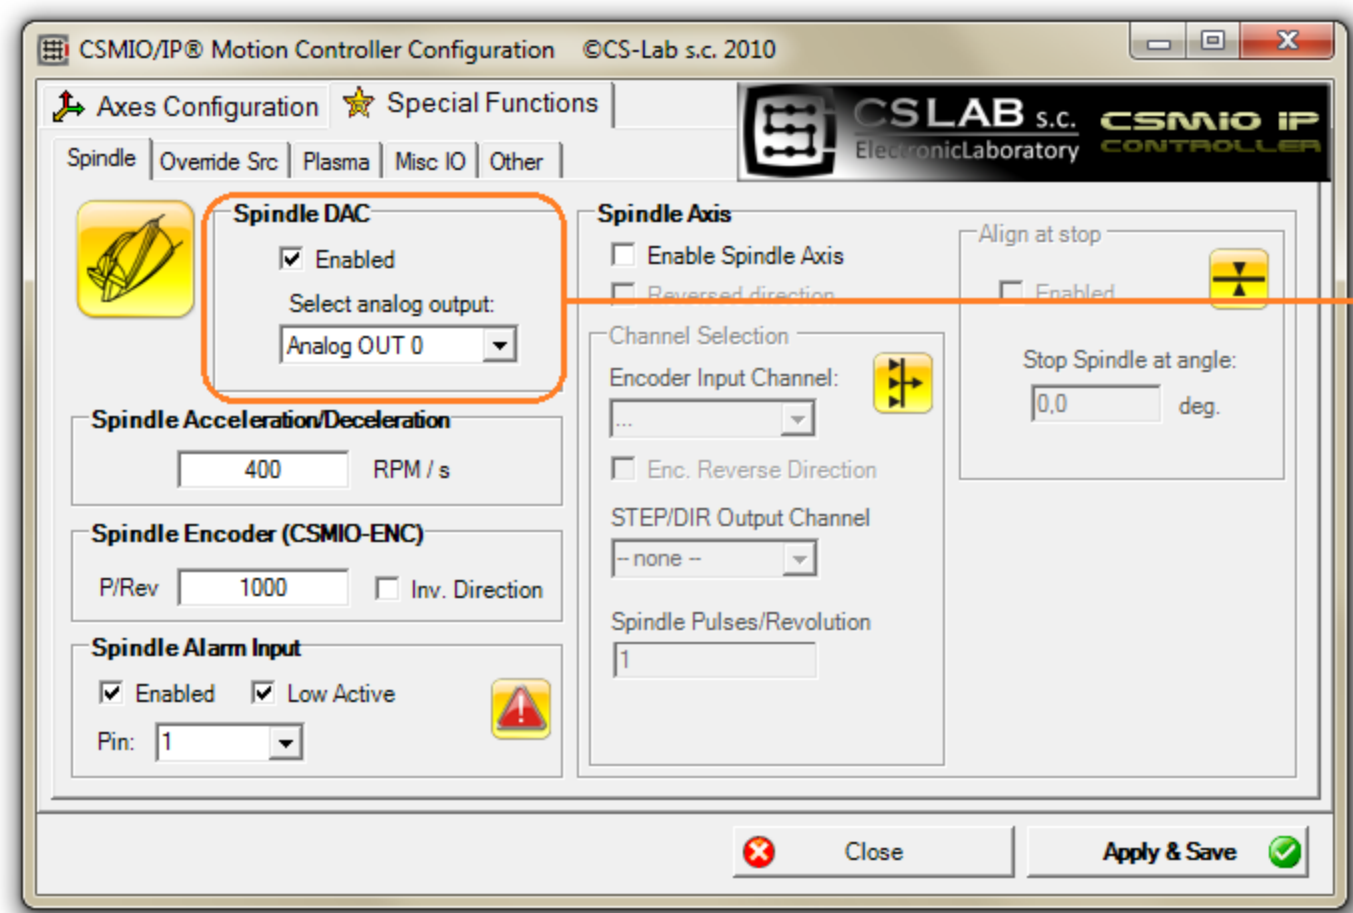 CSMIO/IP® Motion Controller Configuration ©CS-Lab s.c. 2010
Axes Configuration Special Functions
CSLAB s.c.
ElectronicLaboratory
CSMIO IP
CONTROLLER
Spindle Override Src Plasma Misc IO Other
Spindle DAC
Enabled
Select analog output:
Analog OUT 0
Spindle Acceleration/Deceleration
400 RPM / s
Spindle Encoder (CSMIO-ENC)
P/Rev 1000 Inv. Direction
Spindle Alarm Input
Enabled Low Active
Pin: 1
Spindle Axis
Enable Spindle Axis
Reversed direction
Channel Selection
Encoder Input Channel:
...
Enc. Reverse Direction
STEP/DIR Output Channel
-- none --
Spindle Pulses/Revolution
1
Align at stop
Enabled
Stop Spindle at angle:
0,0 deg.
Close Apply & Save